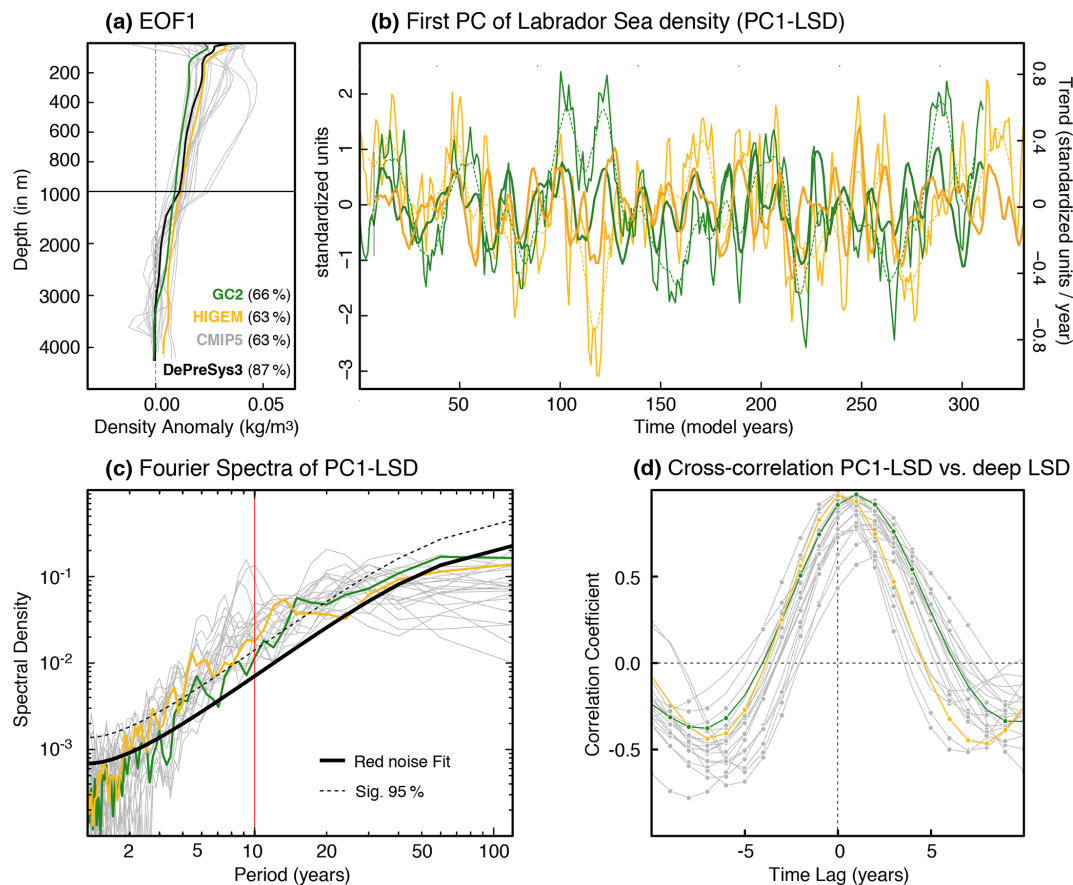 (a) EOF1
(b) First PC of Labrador Sea density (PC1-LSD)
Depth (in m)
200
400
600
800
1000
2000
3000
4000
GC2 (66 %)
HIGEM (63 %)
CMIP5 (63 %)
DePreSys3 (87 %)
0.00
0.05
Density Anomaly (kg/m³)
standardized units
2
1
0
-1
-2
-3
0.8
0.4
0
-0.4
-0.8
Trend (standardized units / year)
50
100
150
200
250
300
Time (model years)
(c) Fourier Spectra of PC1-LSD
Spectral Density
10⁻¹
10⁻²
10⁻³
Red noise Fit
Sig. 95 %
2
5
10
20
50
100
Period (years)
(d) Cross-correlation PC1-LSD vs. deep LSD
Correlation Coefficient
0.5
0.0
-0.5
-5
0
5
Time Lag (years)